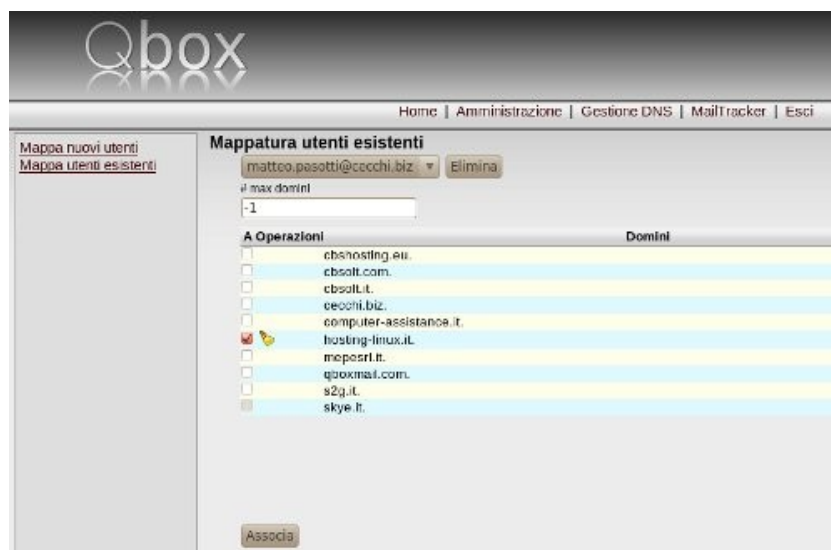 Qbox
Home | Amministrazione | Gestione DNS | MailTracker | Esci
Mappa nuovi utenti
Mappa utenti esistenti
Mappatura utenti esistenti
matteo.pasotti@cecchi.biz Elimina
# max domini
-1
A Operazioni Domini
cbshosting.eu.
cbsolt.com.
cbsolt.it.
cecchi.biz.
computer-assistance.it.
hosting-linux.it.
mepesrl.it.
qboxmail.com.
s2g.it.
skye.it.
Associa